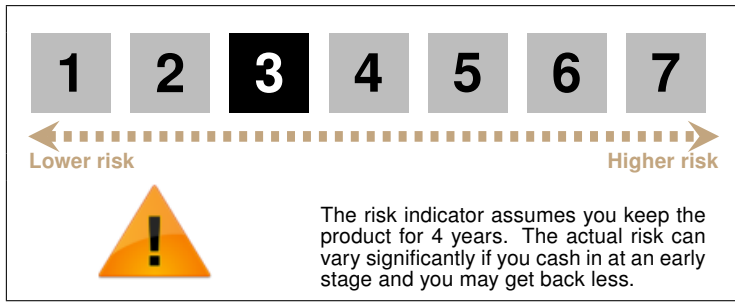 1 2 3 4 5 6 7
Lower risk Higher risk
!
The risk indicator assumes you keep the
product for 4 years. The actual risk can
vary significantly if you cash in at an early
stage and you may get back less.